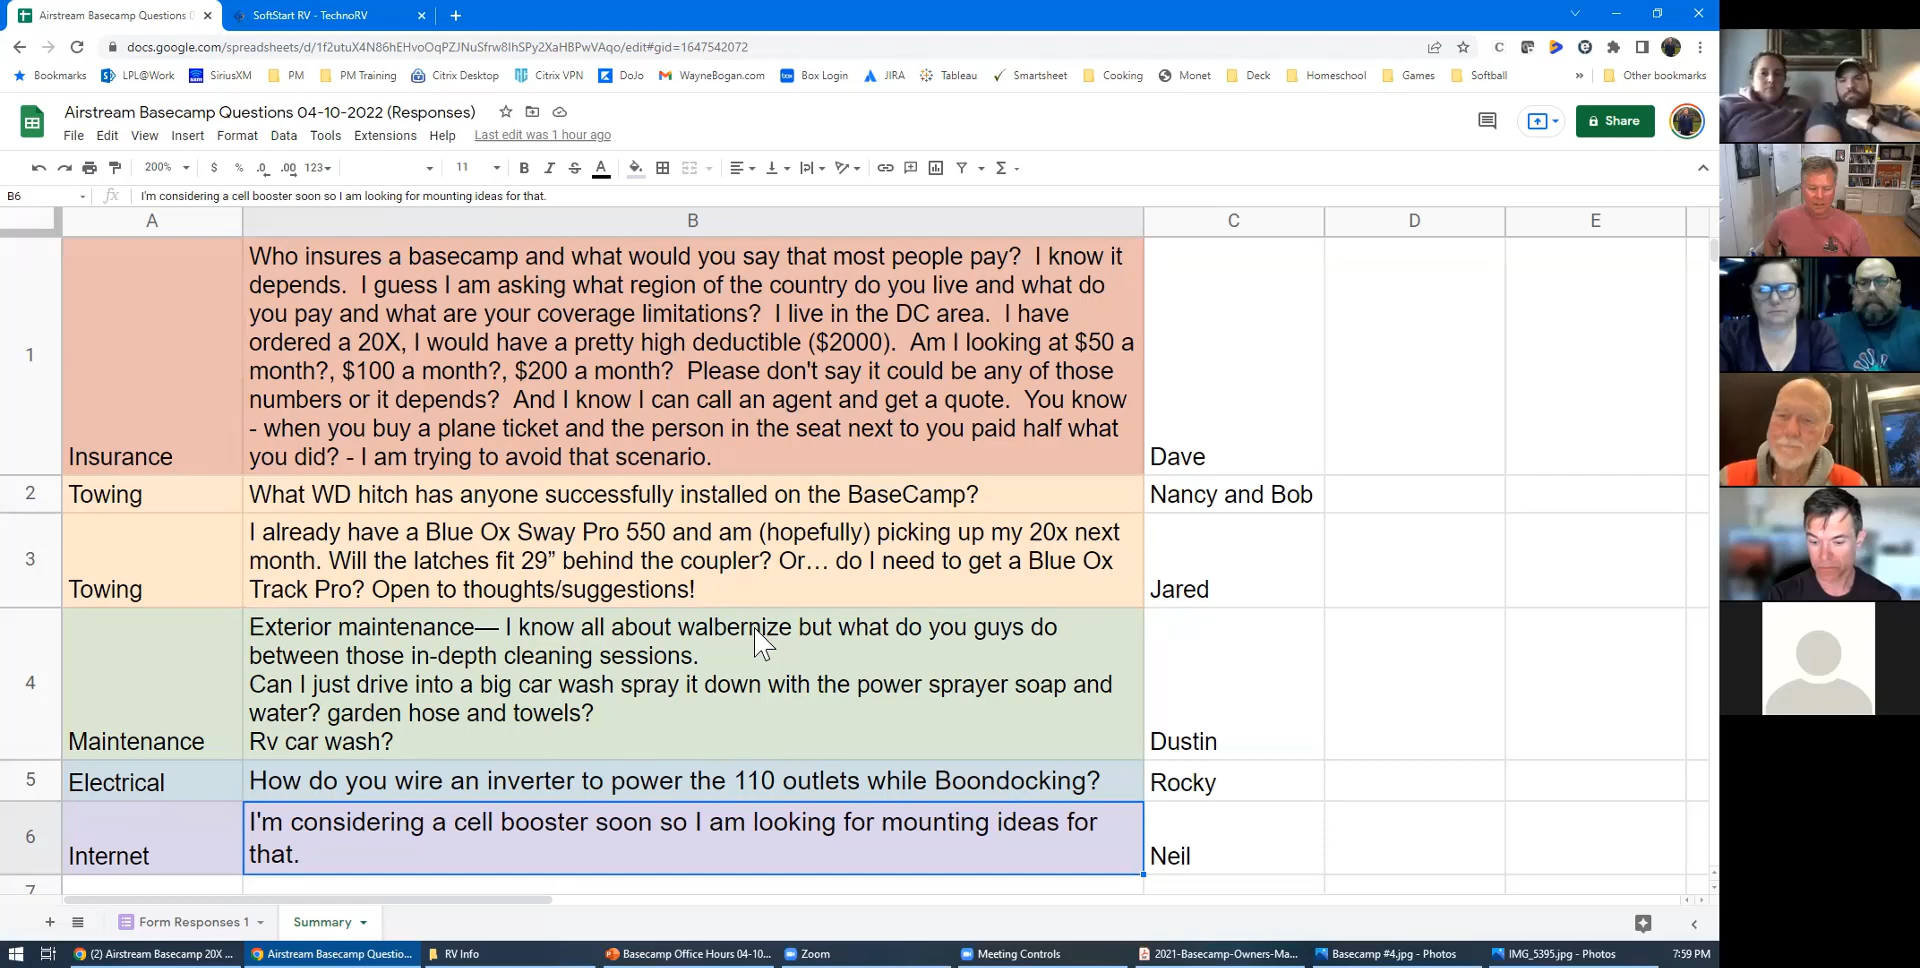 Airstream Basecamp Questions 0
SoftStart RV - TechnoRV
docs.google.com/spreadsheets/d/1f2utuX4N86hEHvoOqPZJNuSfrw8IhSPy2XaHBPwVAqo/edit#gid=1647542072
Bookmarks LPL@Work SiriusXM PM PM Training Citrix Desktop Citrix VPN DoJo WayneBogan.com Box Login JIRA Tableau Smartsheet Cooking Monet Deck Homeschool Games Softball » Other bookmarks
Airstream Basecamp Questions 04-10-2022 (Responses)
File Edit View Insert Format Data Tools Extensions Help Last edit was 1 hour ago
Share
200% $ % .0 .00 123 11 B I S A Σ
B6 fx I'm considering a cell booster soon so I am looking for mounting ideas for that.
A B C D E
1
Insurance
Who insures a basecamp and what would you say that most people pay? I know it
depends. I guess I am asking what region of the country do you live and what do
you pay and what are your coverage limitations? I live in the DC area. I have
ordered a 20X, I would have a pretty high deductible ($2000). Am I looking at $50 a
month?, $100 a month?, $200 a month? Please don't say it could be any of those
numbers or it depends? And I know I can call an agent and get a quote. You know
- when you buy a plane ticket and the person in the seat next to you paid half what
you did? - I am trying to avoid that scenario.
Dave
2 Towing What WD hitch has anyone successfully installed on the BaseCamp? Nancy and Bob
3
Towing
I already have a Blue Ox Sway Pro 550 and am (hopefully) picking up my 20x next
month. Will the latches fit 29” behind the coupler? Or… do I need to get a Blue Ox
Track Pro? Open to thoughts/suggestions!
Jared
4
Maintenance
Exterior maintenance— I know all about walbernize but what do you guys do
between those in-depth cleaning sessions.
Can I just drive into a big car wash spray it down with the power sprayer soap and
water? garden hose and towels?
Rv car wash?
Dustin
5 Electrical How do you wire an inverter to power the 110 outlets while Boondocking? Rocky
6
Internet
I'm considering a cell booster soon so I am looking for mounting ideas for
that.
Neil
7
Form Responses 1 Summary
(2) Airstream Basecamp 20X ... Airstream Basecamp Questio... RV Info Basecamp Office Hours 04-10... Zoom Meeting Controls 2021-Basecamp-Owners-Ma... Basecamp #4.jpg - Photos IMG_5395.jpg - Photos 7:59 PM